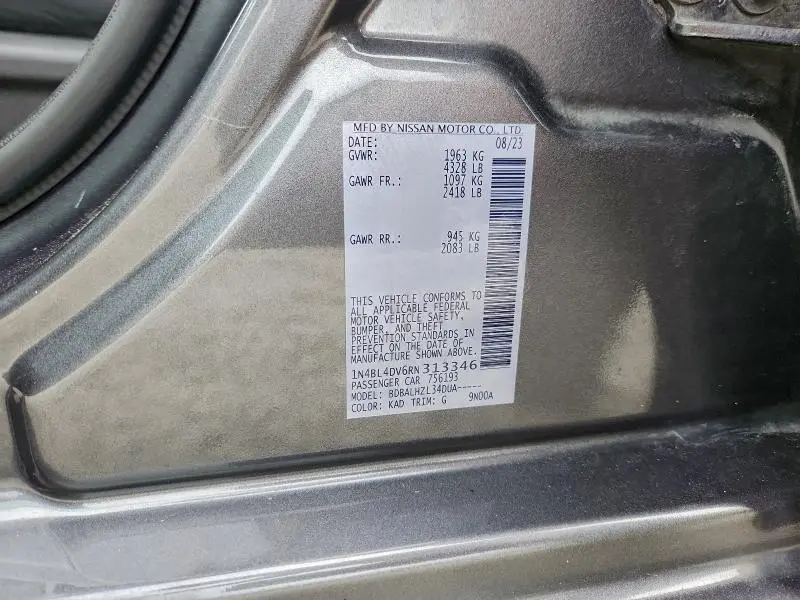 MFD BY NISSAN MOTOR CO., LTD.
DATE: 08/23
GVWR: 1963 KG
4328 LB
GAWR FR.: 1097 KG
2418 LB
GAWR RR.: 945 KG
2083 LB
THIS VEHICLE CONFORMS TO
ALL APPLICABLE FEDERAL
MOTOR VEHICLE SAFETY,
BUMPER, AND THEFT
PREVENTION STANDARDS IN
EFFECT ON THE DATE OF
MANUFACTURE SHOWN ABOVE.
1N4BL4DV6RN313346
PASSENGER CAR 756193
MODEL: BDBALHZL34DUA-----
COLOR: KAD TRIM: G 9N00A